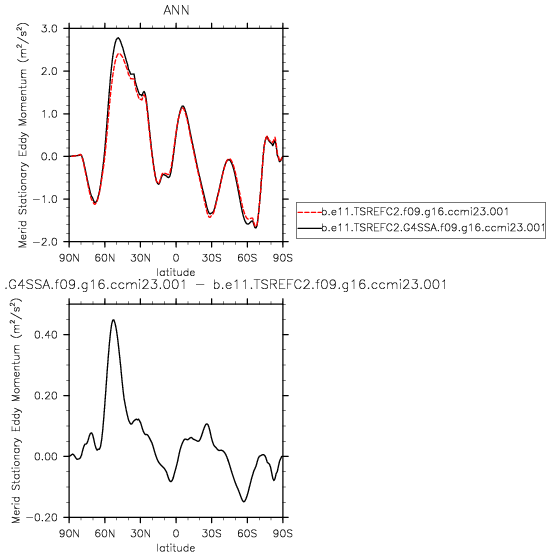 ANN
Merid Stationary Eddy Momentum (m²/s²)
3.0
2.0
1.0
0.0
-1.0
-2.0
90N 60N 30N 0 30S 60S 90S
latitude
b.e11.TSREFC2.f09.g16.ccmi23.001
b.e11.TSREFC2.G4SSA.f09.g16.ccmi23.001
.G4SSA.f09.g16.ccmi23.001 - b.e11.TSREFC2.f09.g16.ccmi23.001
Merid Stationary Eddy Momentum (m²/s²)
0.40
0.20
0.00
-0.20
90N 60N 30N 0 30S 60S 90S
latitude